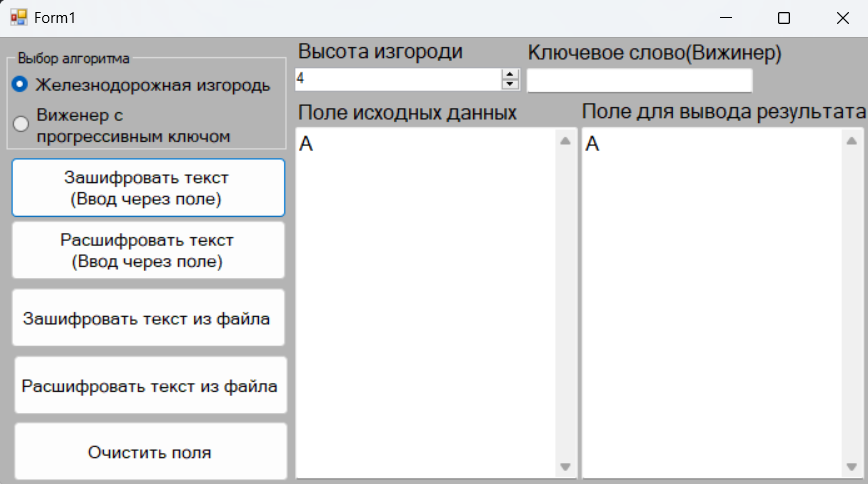 Form1
Выбор алгоритма
Железнодорожная изгородь
Виженер с
прогрессивным ключом
Зашифровать текст
(Ввод через поле)
Расшифровать текст
(Ввод через поле)
Зашифровать текст из файла
Расшифровать текст из файла
Очистить поля
Высота изгороди
4
Ключевое слово(Вижинер)
Поле исходных данных
А
Поле для вывода результата
А